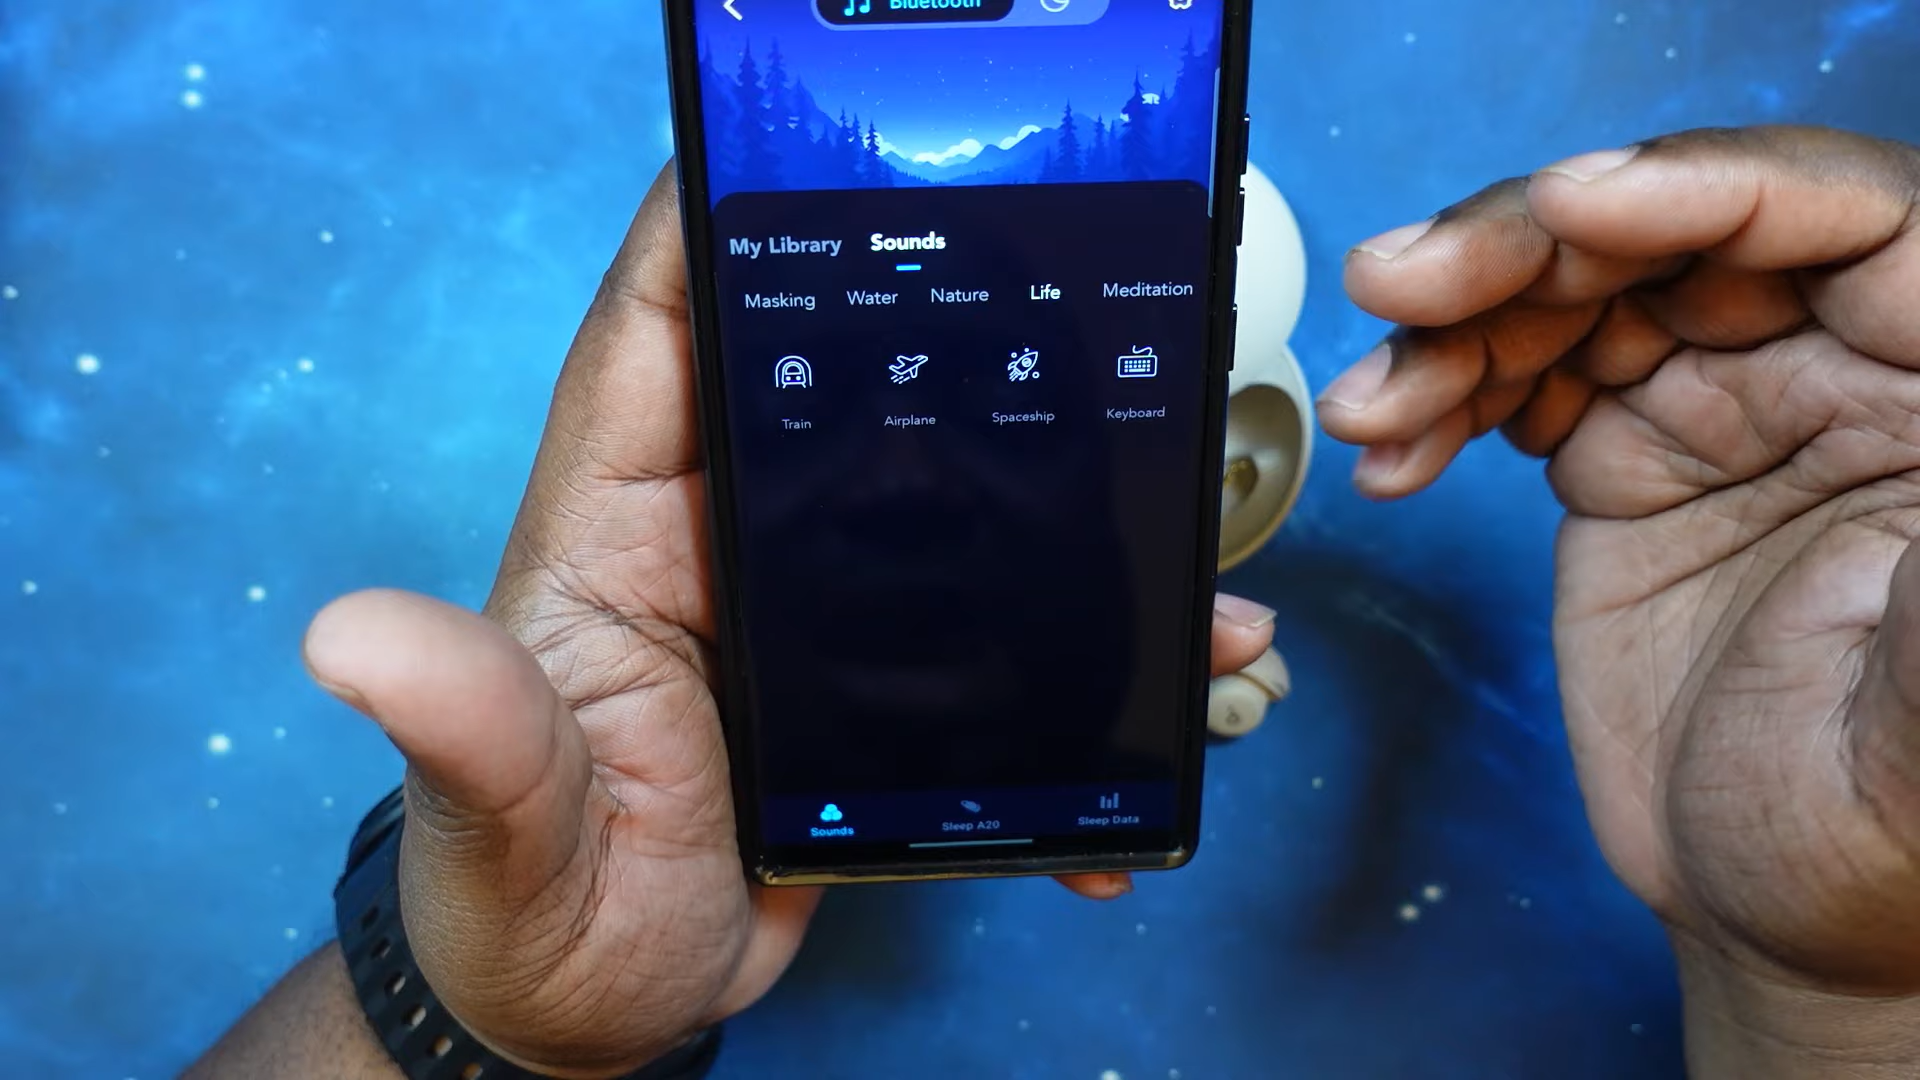 Bluetooth
My Library Sounds
Masking Water Nature Life Meditation
Train Airplane Spaceship Keyboard
Sounds Sleep A20 Sleep Data